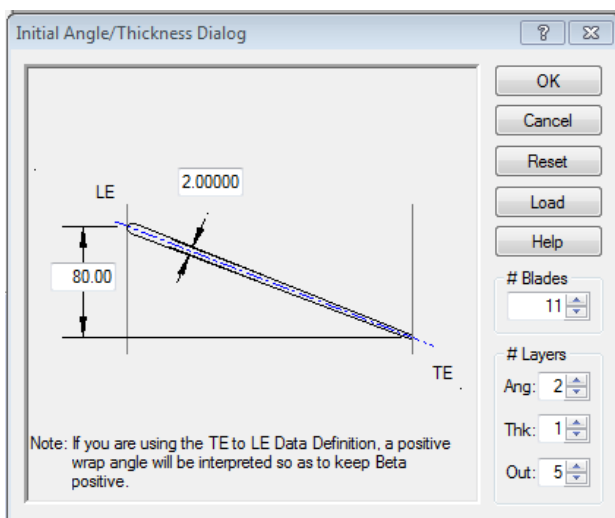 Initial Angle/Thickness Dialog
OK
Cancel
Reset
Load
Help
LE
2.00000
80.00
TE
# Blades
11
# Layers
Ang: 2
Thk: 1
Out: 5
Note: If you are using the TE to LE Data Definition, a positive
wrap angle will be interpreted so as to keep Beta
positive.